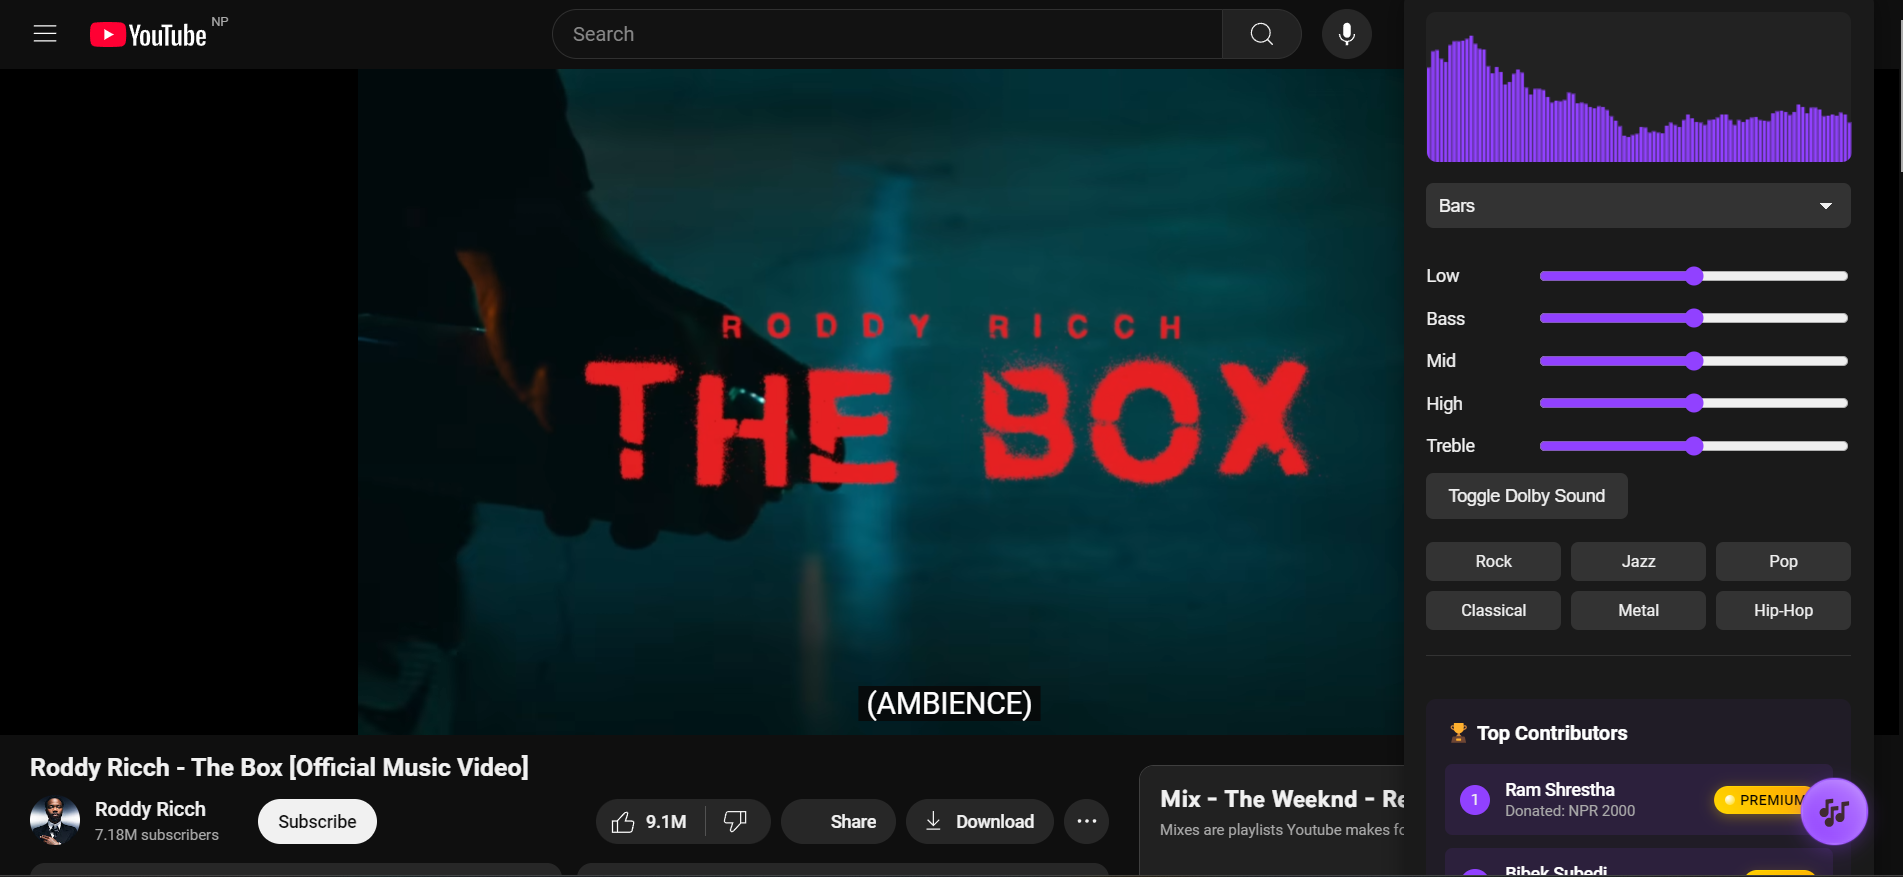 YouTube NP
Search
RODDY RICCH
THE BOX
(AMBIENCE)
Roddy Ricch - The Box [Official Music Video]
Roddy Ricch
7.18M subscribers
Subscribe
9.1M
Share
Download
Mix - The Weeknd - Re
Mixes are playlists Youtube makes fo
Bars
Low
Bass
Mid
High
Treble
Toggle Dolby Sound
Rock
Jazz
Pop
Classical
Metal
Hip-Hop
Top Contributors
1
Ram Shrestha
Donated: NPR 2000
PREMIUM
Bibek Subedi